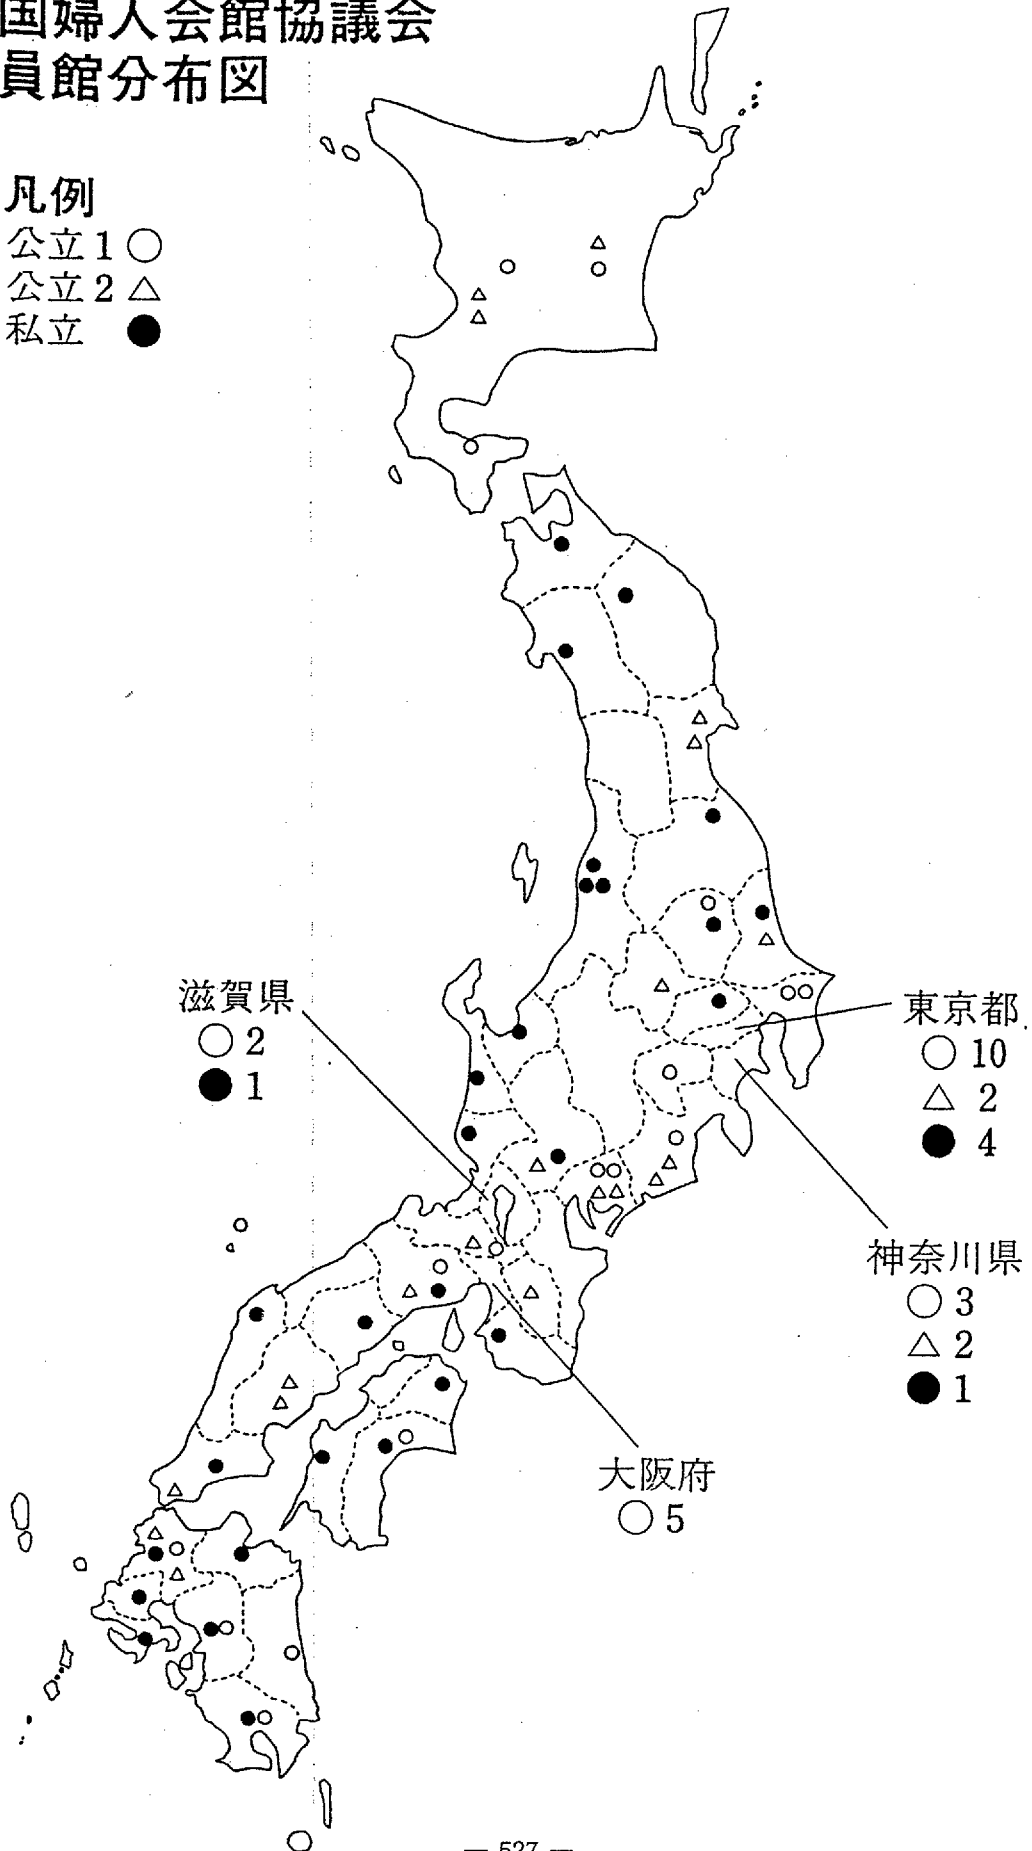 国婦人会館協議会
員館分布図
凡例
公立1 ○
公立2 △
私立 ●
滋賀県
○ 2
● 1
東京都
○ 10
△ 2
● 4
神奈川県
○ 3
△ 2
● 1
大阪府
○ 5
— 527 —